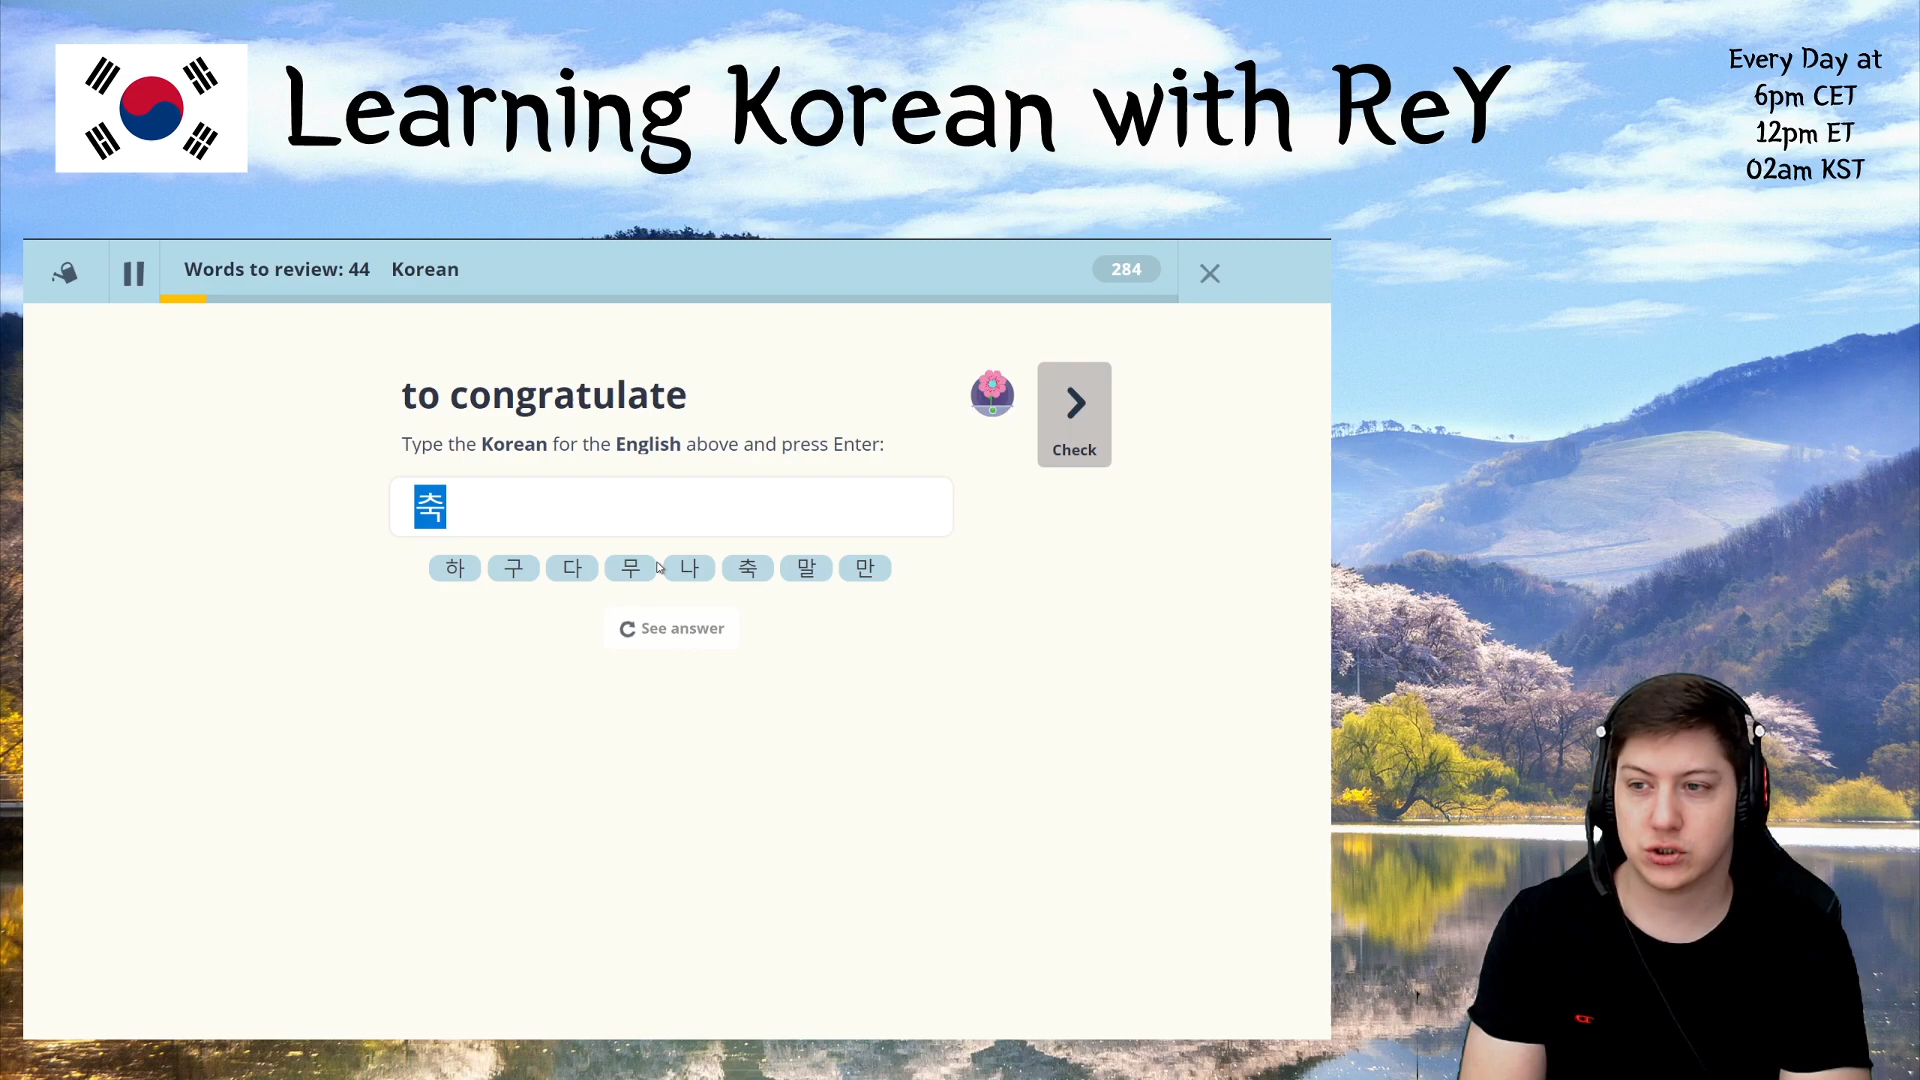 Learning Korean with ReY
Every Day at
6pm CET
12pm ET
02am KST
Words to review: 44 Korean
284
to congratulate
Type the Korean for the English above and press Enter:
Check
축
하 구 다 무 나 축 말 만
See answer